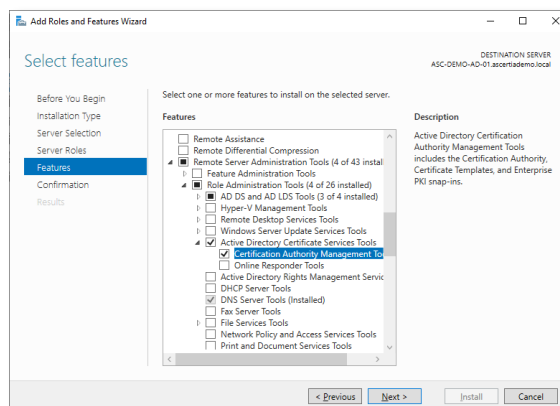 Add Roles and Features Wizard
Select features
DESTINATION SERVER
ASC-DEMO-AD-01.ascertiademo.local
Before You Begin
Installation Type
Server Selection
Server Roles
Features
Confirmation
Results
Select one or more features to install on the selected server.
Features
Remote Assistance
Remote Differential Compression
Remote Server Administration Tools (4 of 43 instal
Feature Administration Tools
Role Administration Tools (4 of 26 installed)
AD DS and AD LDS Tools (3 of 4 installed)
Hyper-V Management Tools
Remote Desktop Services Tools
Windows Server Update Services Tools
Active Directory Certificate Services Tools
Certification Authority Management To
Online Responder Tools
Active Directory Rights Management Servic
DHCP Server Tools
DNS Server Tools (Installed)
Fax Server Tools
File Services Tools
Network Policy and Access Services Tools
Print and Document Services Tools
Description
Active Directory Certification
Authority Management Tools
includes the Certification Authority,
Certificate Templates, and Enterprise
PKI snap-ins.
< Previous
Next >
Install
Cancel